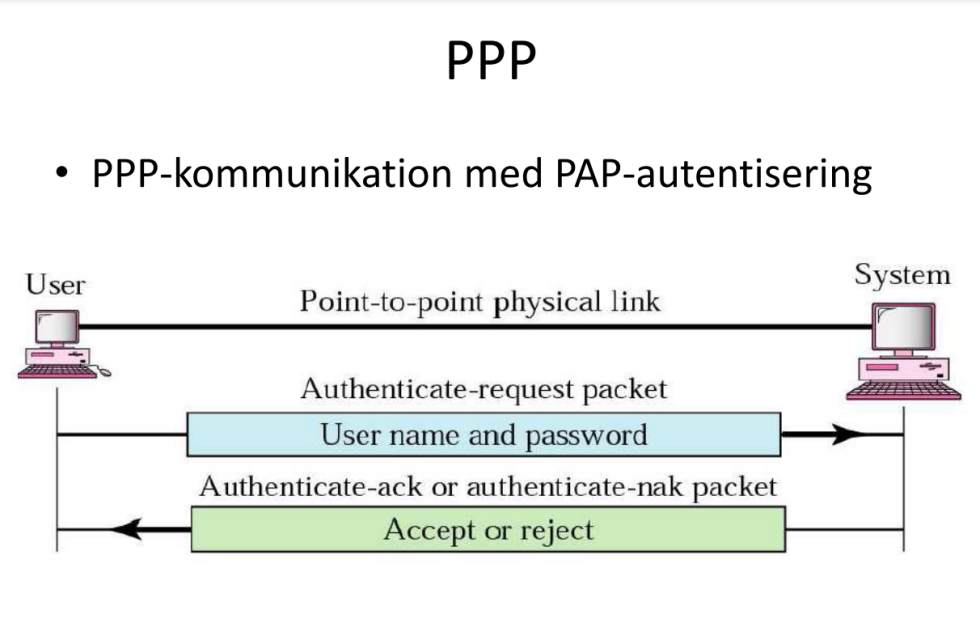 PPP
• PPP-kommunikation med PAP-autentisering
User
System
Point-to-point physical link
Authenticate-request packet
User name and password
Authenticate-ack or authenticate-nak packet
Accept or reject